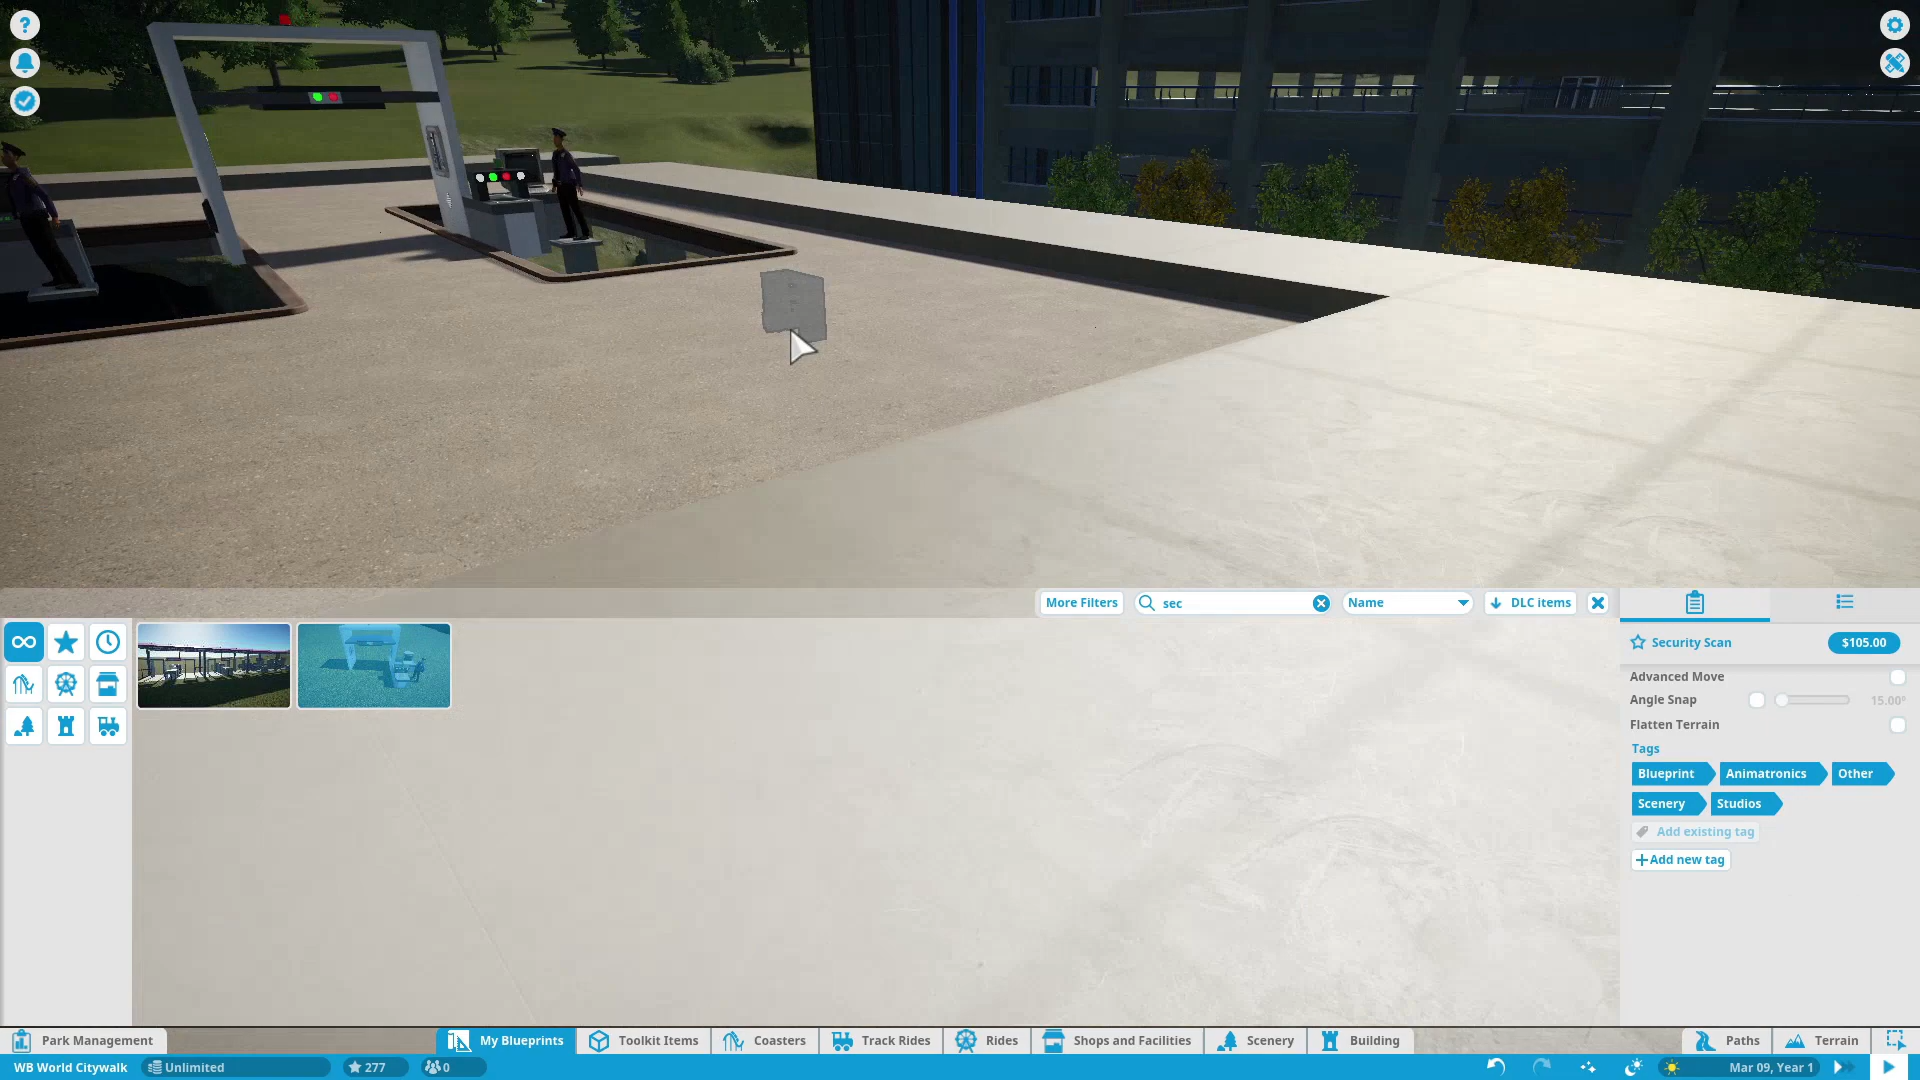 More Filters
sec
Name
DLC items
Security Scan
$105.00
Advanced Move
Angle Snap
15.00°
Flatten Terrain
Tags
Blueprint
Animatronics
Other
Scenery
Studios
Add existing tag
+Add new tag
Park Management
My Blueprints
Toolkit Items
Coasters
Track Rides
Rides
Shops and Facilities
Scenery
Building
Paths
Terrain
WB World Citywalk
Unlimited
277
0
Mar 09, Year 1